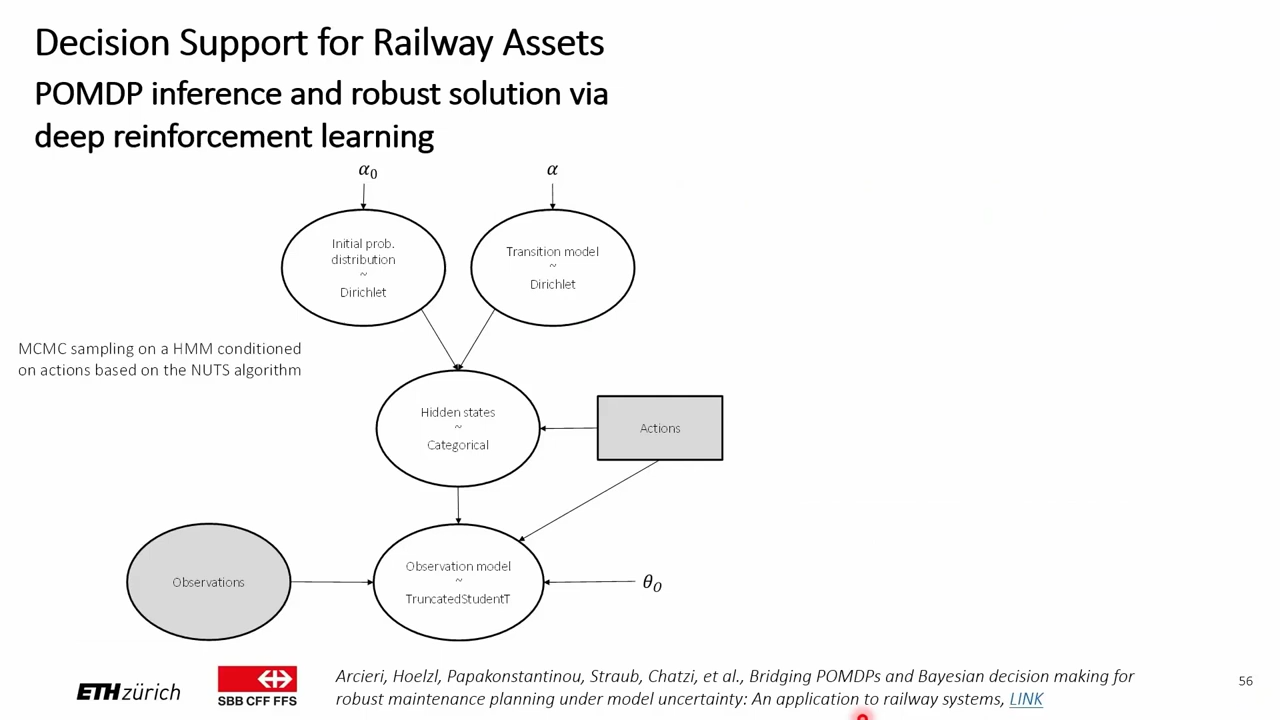 Decision Support for Railway Assets
POMDP inference and robust solution via
deep reinforcement learning
α₀
α
Initial prob.
distribution
~
Dirichlet
Transition model
~
Dirichlet
MCMC sampling on a HMM conditioned
on actions based on the NUTS algorithm
Hidden states
~
Categorical
Actions
Observations
Observation model
~
TruncatedStudentT
θ_O
ETH zürich
SBB CFF FFS
Arcieri, Hoelzl, Papakonstantinou, Straub, Chatzi, et al., Bridging POMDPs and Bayesian decision making for
robust maintenance planning under model uncertainty: An application to railway systems, LINK
56